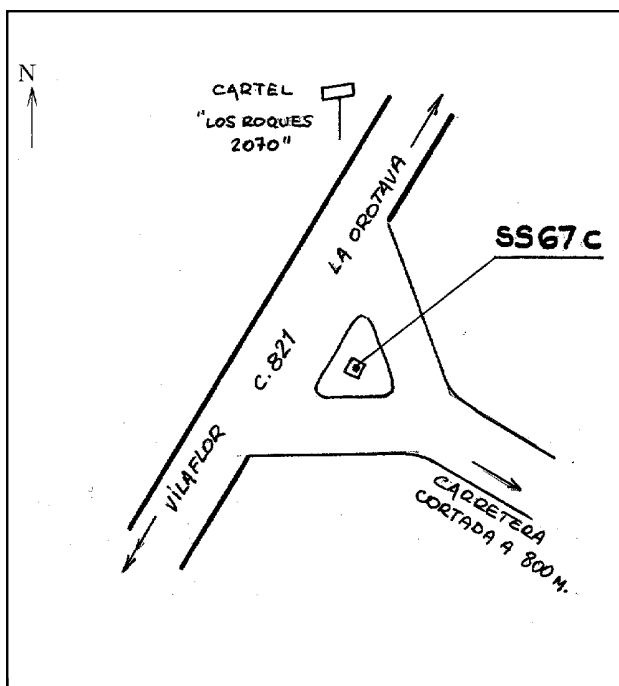 N
CARTEL
"LOS ROQUES
2070"
LA OROTAVA
SS67C
C.821
VILAFLOR
CARRETERA
CORTADA A 800 M.